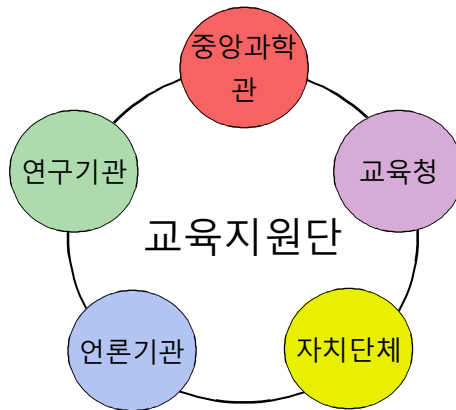 중앙과학
관
연구기관
교육청
교육지원단
언론기관
자치단체